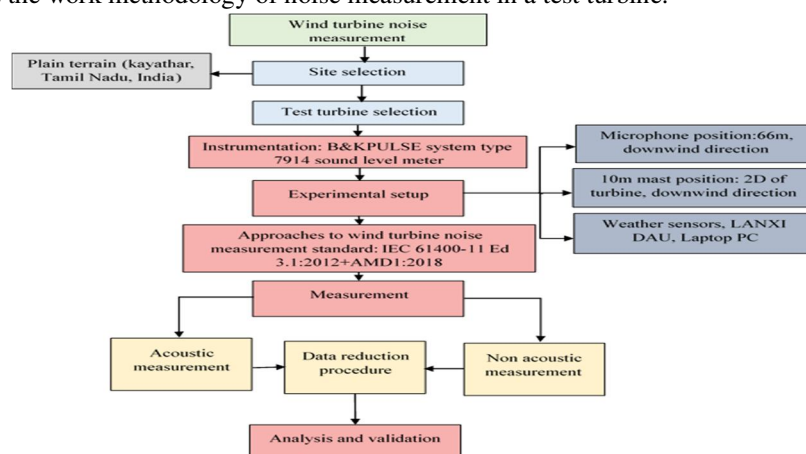 the work methodology of noise measurement in a test turbine.
Wind turbine noise
measurement
Plain terrain (kayathar,
Tamil Nadu, India)
Site selection
Test turbine selection
Instrumentation: B&KPULSE system type
7914 sound level meter
Microphone position:66m,
downwind direction
Experimental setup
10m mast position: 2D of
turbine, downwind direction
Weather sensors, LANXI
DAU, Laptop PC
Approaches to wind turbine noise
measurement standard: IEC 61400-11 Ed
3.1:2012+AMD1:2018
Measurement
Acoustic
measurement
Data reduction
procedure
Non acoustic
measurement
Analysis and validation